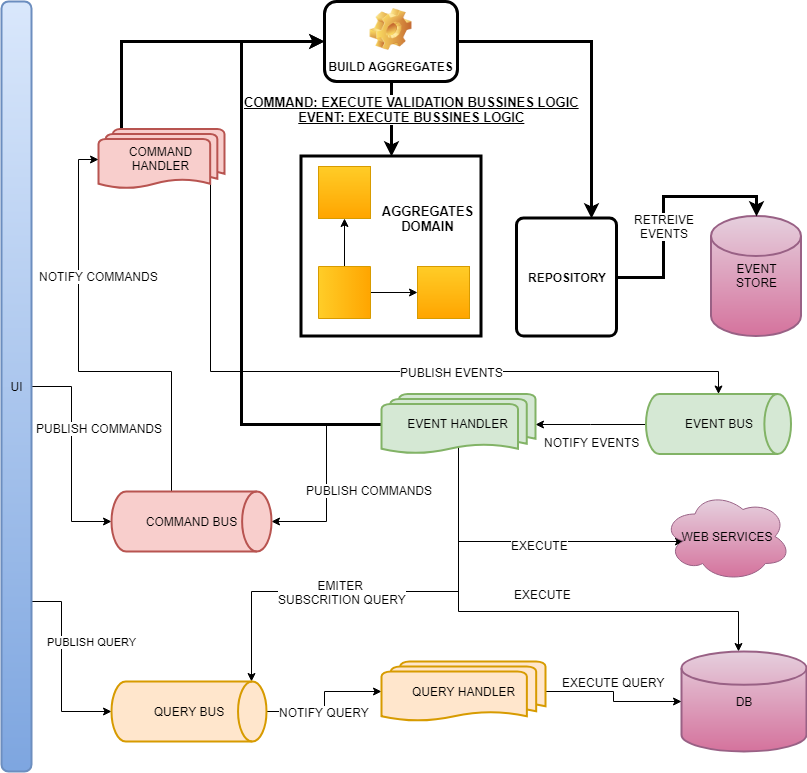 BUILD AGGREGATES
COMMAND: EXECUTE VALIDATION BUSSINES LOGIC
EVENT: EXECUTE BUSSINES LOGIC
COMMAND
HANDLER
AGGREGATES
DOMAIN
RETREIVE
EVENTS
REPOSITORY
EVENT
STORE
NOTIFY COMMANDS
PUBLISH EVENTS
UI
PUBLISH COMMANDS
EVENT HANDLER
EVENT BUS
NOTIFY EVENTS
PUBLISH COMMANDS
COMMAND BUS
WEB SERVICES
EXECUTE
EMITER
SUBSCRITION QUERY
EXECUTE
PUBLISH QUERY
QUERY BUS
NOTIFY QUERY
QUERY HANDLER
EXECUTE QUERY
DB